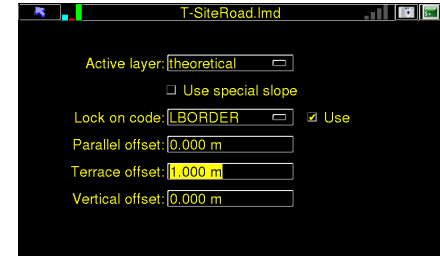 T-SiteRoad.lmd
Active layer: theoretical
Use special slope
Lock on code: LBORDER Use
Parallel offset: 0.000 m
Terrace offset: 1.000 m
Vertical offset: 0.000 m